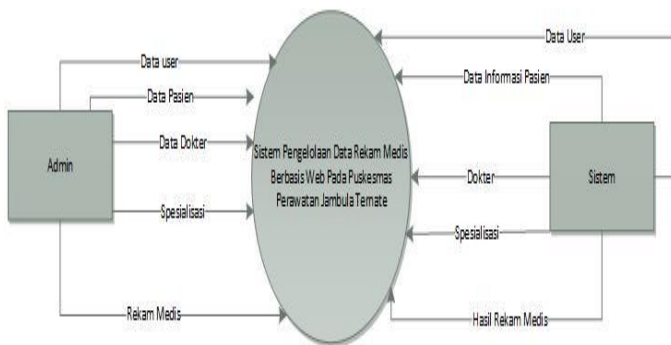 Data User
Data user
Data Informasi Pasien
Data Pasien
Data Dokter
Sistem Pengelolaan Data Rekam Medis
Berbasis Web Pada Puskesmas
Perawatan Jambula Ternate
Admin
Dokter
Sistem
Spesialisasi
Spesialisasi
Rekam Medis
Hasil Rekam Medis